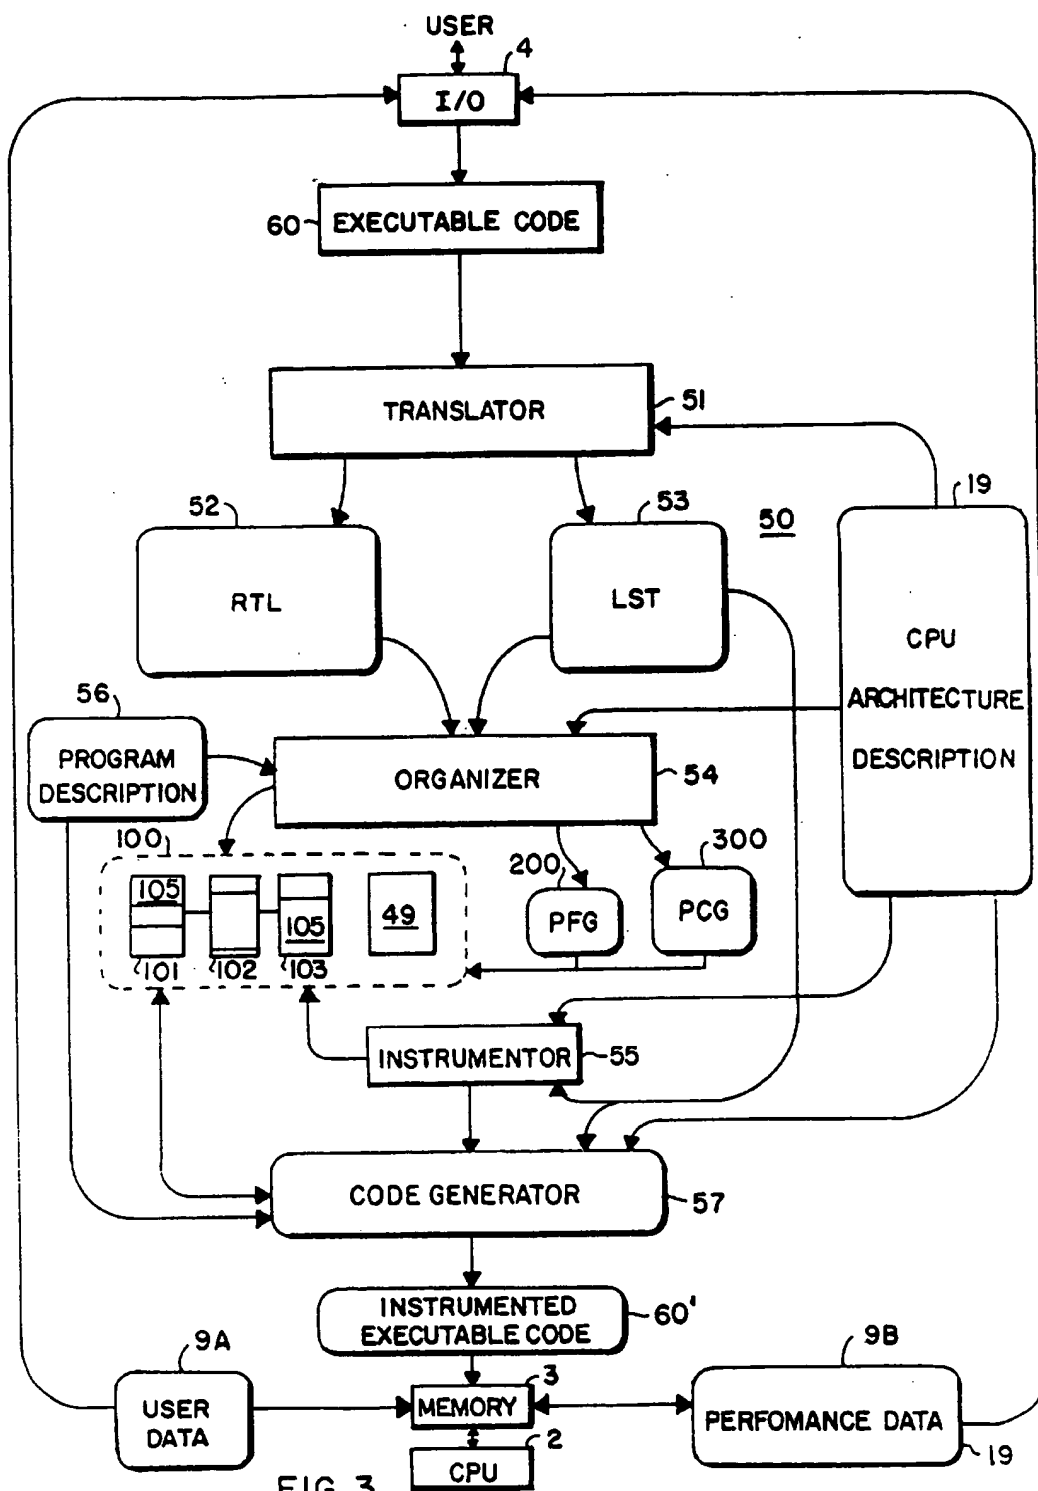 USER
4
I/O
60
EXECUTABLE CODE
TRANSLATOR
51
52
53
50
19
RTL
LST
CPU
ARCHITECTURE
DESCRIPTION
56
PROGRAM
DESCRIPTION
ORGANIZER
54
100
200
300
105
105
49
PFG
PCG
101
102
103
INSTRUMENTOR
55
CODE GENERATOR
57
INSTRUMENTED
EXECUTABLE CODE
60'
9A
9B
3
USER
DATA
MEMORY
PERFOMANCE DATA
19
2
CPU
FIG. 3